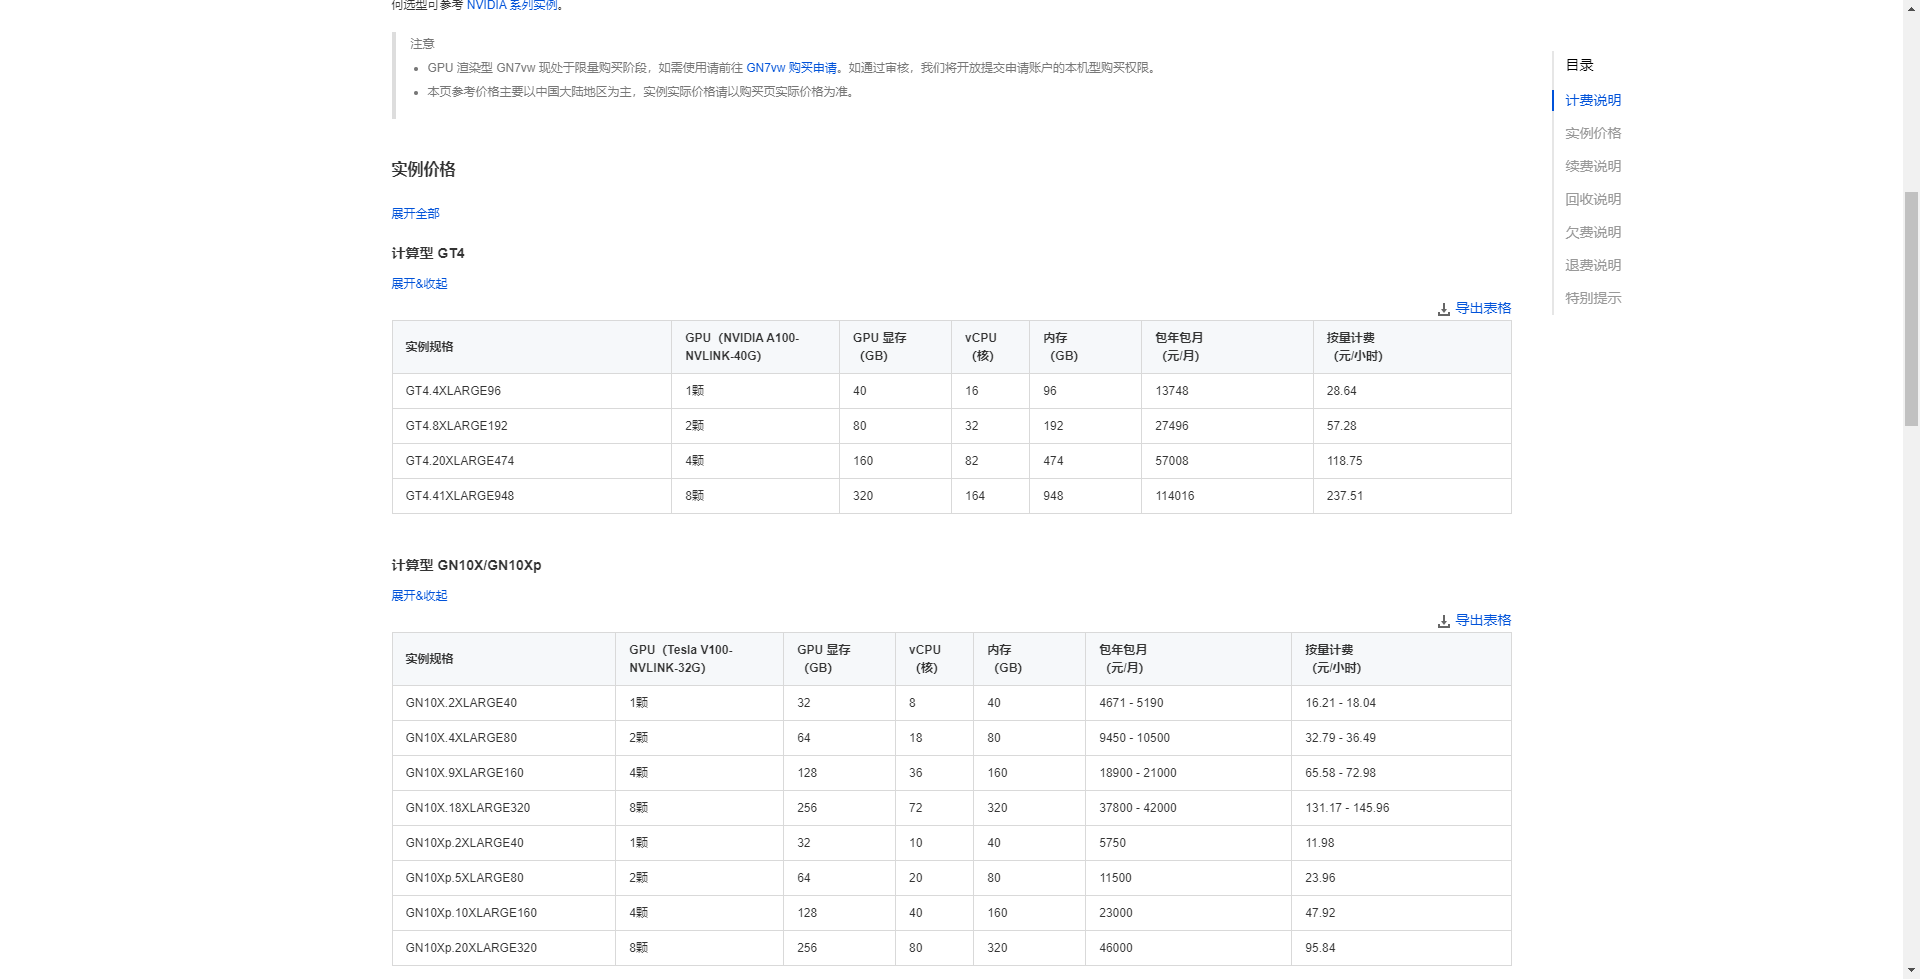 何选型可参考 NVIDIA 系列实例。
注意
GPU 渲染型 GN7vw 现处于限量购买阶段，如需使用请前往 GN7vw 购买申请。如通过审核，我们将开放提交申请账户的本机型购买权限。
本页参考价格主要以中国大陆地区为主，实例实际价格请以购买页实际价格为准。
实例价格
展开全部
计算型 GT4
展开&收起
导出表格
实例规格 GPU（NVIDIA A100-NVLINK-40G） GPU 显存（GB） vCPU（核） 内存（GB） 包年包月（元/月） 按量计费（元/小时）
GT4.4XLARGE96 1颗 40 16 96 13748 28.64
GT4.8XLARGE192 2颗 80 32 192 27496 57.28
GT4.20XLARGE474 4颗 160 82 474 57008 118.75
GT4.41XLARGE948 8颗 320 164 948 114016 237.51
计算型 GN10X/GN10Xp
展开&收起
导出表格
实例规格 GPU（Tesla V100-NVLINK-32G） GPU 显存（GB） vCPU（核） 内存（GB） 包年包月（元/月） 按量计费（元/小时）
GN10X.2XLARGE40 1颗 32 8 40 4671 - 5190 16.21 - 18.04
GN10X.4XLARGE80 2颗 64 18 80 9450 - 10500 32.79 - 36.49
GN10X.9XLARGE160 4颗 128 36 160 18900 - 21000 65.58 - 72.98
GN10X.18XLARGE320 8颗 256 72 320 37800 - 42000 131.17 - 145.96
GN10Xp.2XLARGE40 1颗 32 10 40 5750 11.98
GN10Xp.5XLARGE80 2颗 64 20 80 11500 23.96
GN10Xp.10XLARGE160 4颗 128 40 160 23000 47.92
GN10Xp.20XLARGE320 8颗 256 80 320 46000 95.84
目录
计费说明
实例价格
续费说明
回收说明
欠费说明
退费说明
特别提示